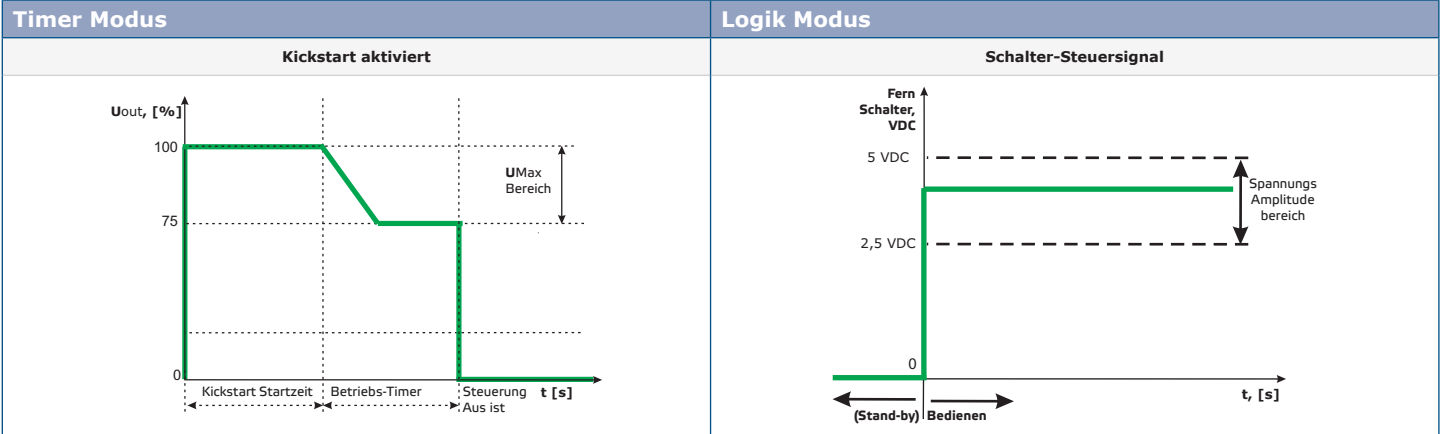 Timer Modus
Logik Modus
Kickstart aktiviert
Schalter-Steuersignal
Uout, [%]
100
UMax
Bereich
75
0
Kickstart Startzeit
Betriebs-Timer
Steuerung
Aus ist
t [s]
Fern
Schalter,
VDC
5 VDC
Spannungs
Amplitude
bereich
2,5 VDC
0
t, [s]
(Stand-by)
Bedienen